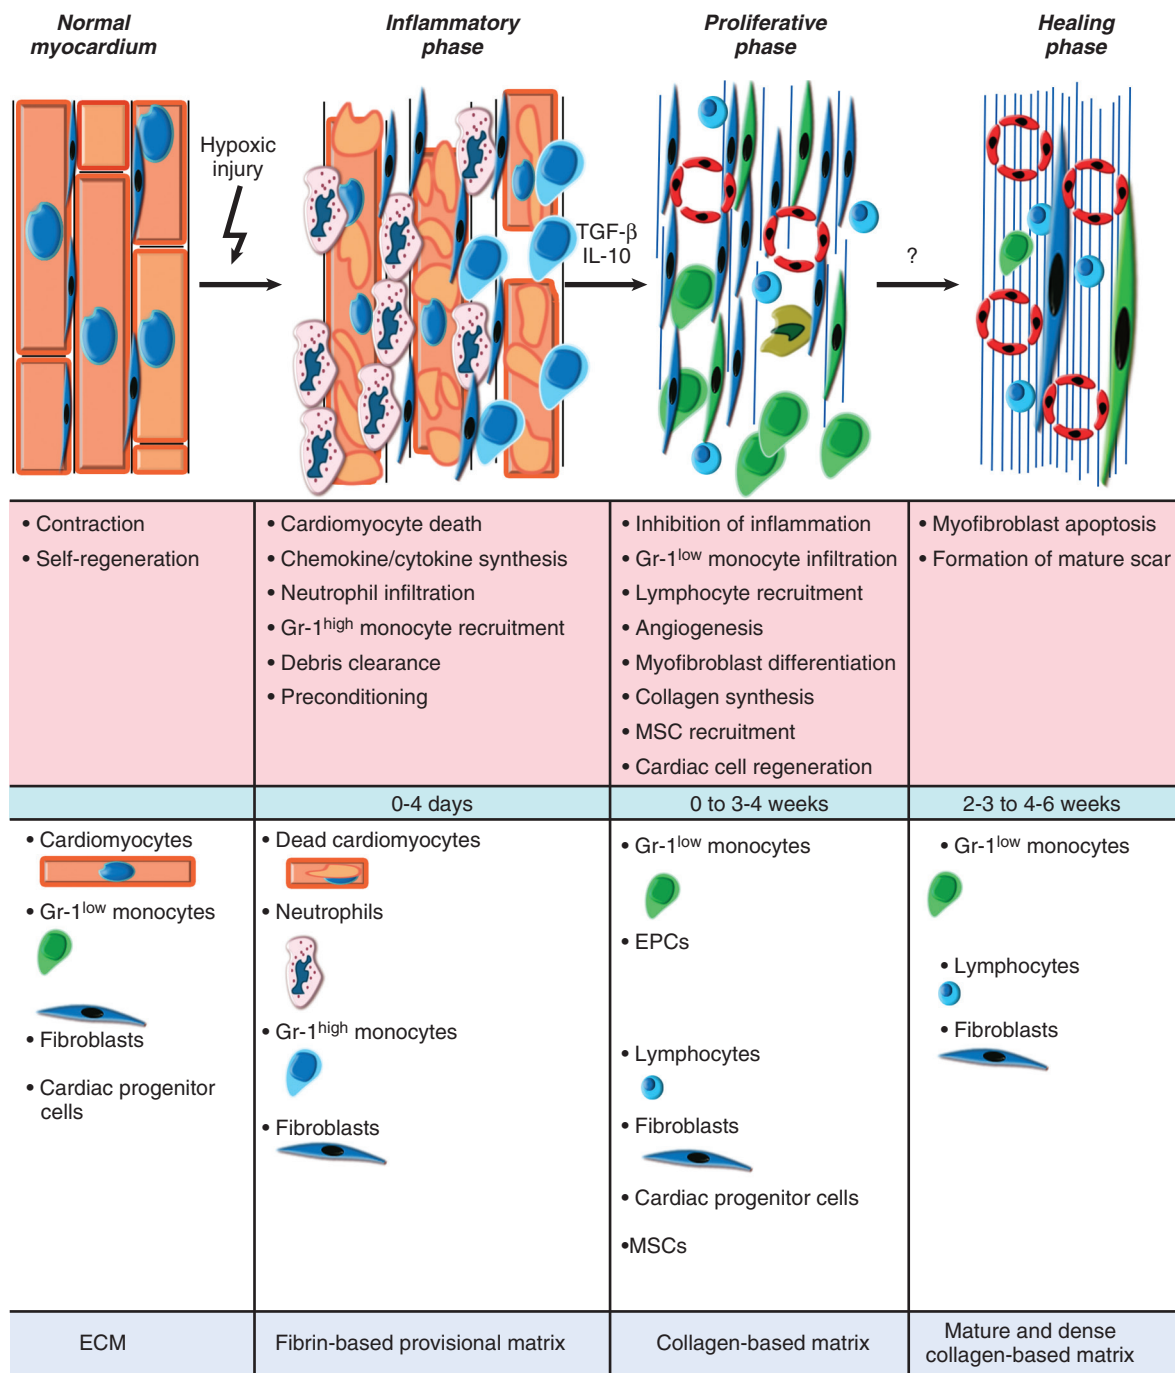 Normal
myocardium
Inflammatory
phase
Proliferative
phase
Healing
phase
Hypoxic
injury
TGF-β
IL-10
?
• Contraction
• Self-regeneration
• Cardiomyocyte death
• Chemokine/cytokine synthesis
• Neutrophil infiltration
• Gr-1high monocyte recruitment
• Debris clearance
• Preconditioning
• Inhibition of inflammation
• Gr-1low monocyte infiltration
• Lymphocyte recruitment
• Angiogenesis
• Myofibroblast differentiation
• Collagen synthesis
• MSC recruitment
• Cardiac cell regeneration
• Myofibroblast apoptosis
• Formation of mature scar
0-4 days
0 to 3-4 weeks
2-3 to 4-6 weeks
• Cardiomyocytes
• Gr-1low monocytes
• Fibroblasts
• Cardiac progenitor
cells
• Dead cardiomyocytes
• Neutrophils
• Gr-1high monocytes
• Fibroblasts
• Gr-1low monocytes
• EPCs
• Lymphocytes
• Fibroblasts
• Cardiac progenitor cells
•MSCs
• Gr-1low monocytes
• Lymphocytes
• Fibroblasts
ECM
Fibrin-based provisional matrix
Collagen-based matrix
Mature and dense
collagen-based matrix